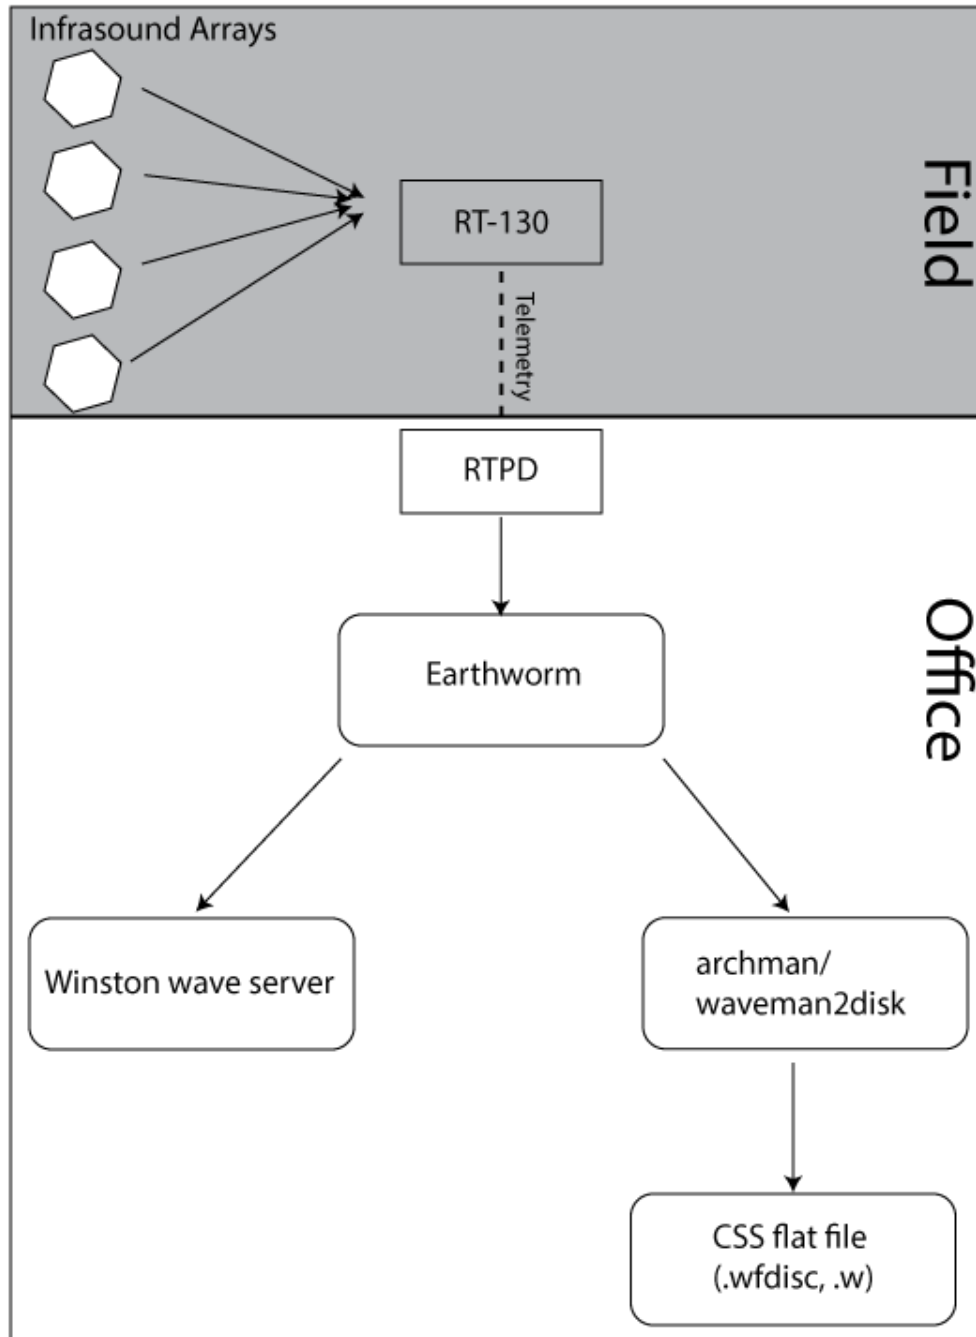 Infrasound Arrays
RT-130
Telemetry
Field
RTPD
Earthworm
Office
Winston wave server
archman/
waveman2disk
CSS flat file
(.wfdisc, .w)